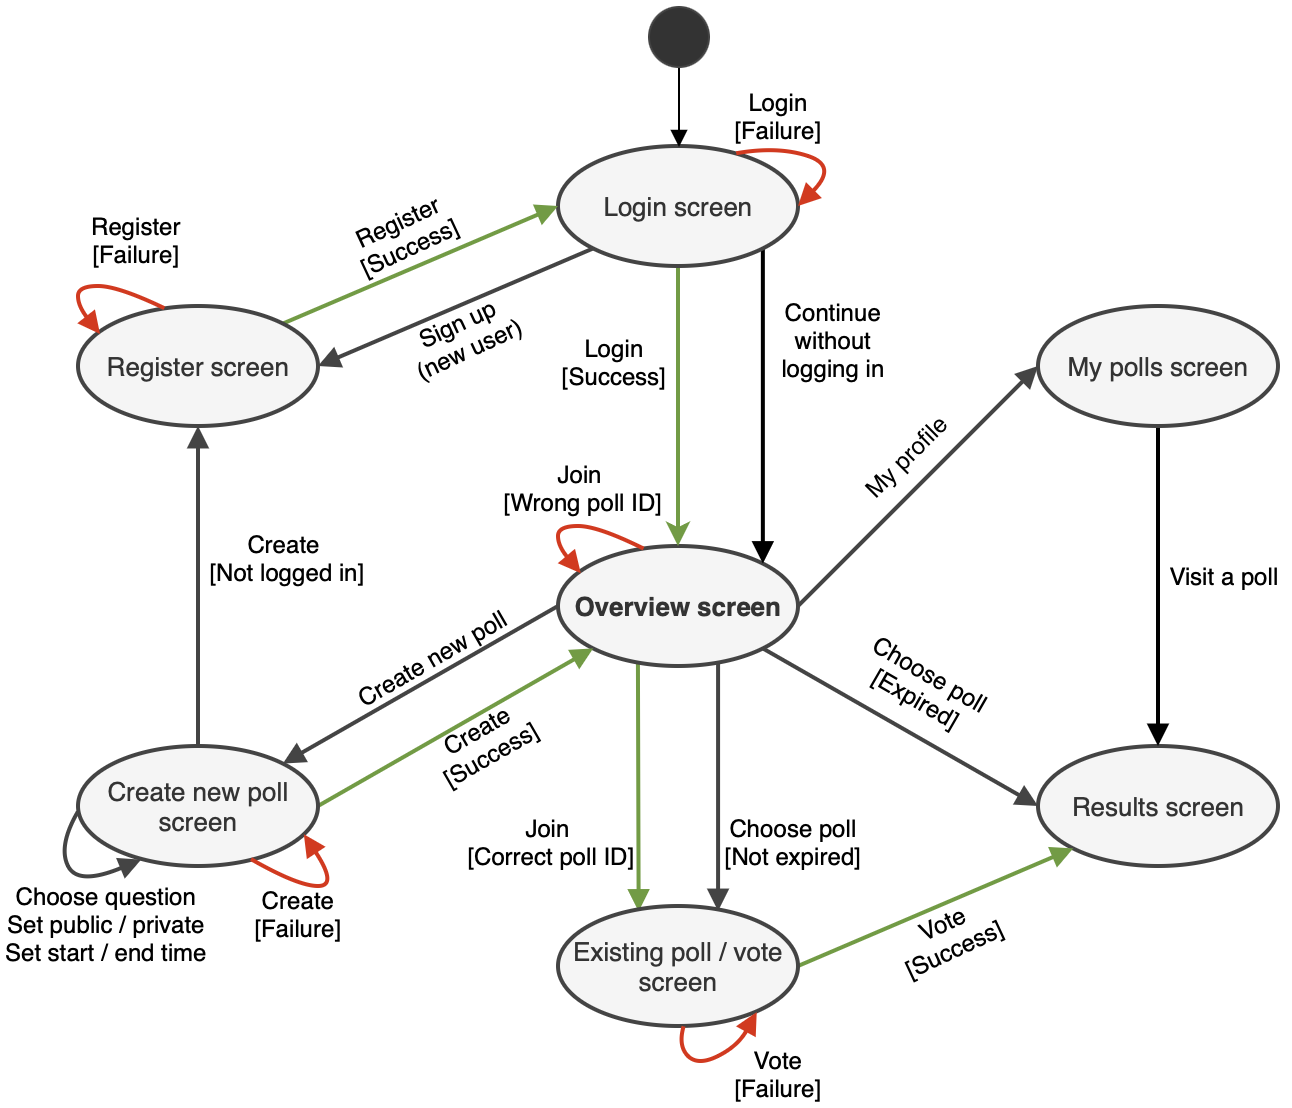 Login
[Failure]
Login screen
Register
[Failure]
Register
[Success]
Sign up
(new user)
Register screen
Login
[Success]
Continue
without
logging in
My polls screen
My profile
Join
[Wrong poll ID]
Create
[Not logged in]
Visit a poll
Overview screen
Create new poll
Create
[Success]
Choose poll
[Expired]
Create new poll
screen
Results screen
Join
[Correct poll ID]
Choose poll
[Not expired]
Choose question
Set public / private
Set start / end time
Create
[Failure]
Existing poll / vote
screen
Vote
[Success]
Vote
[Failure]